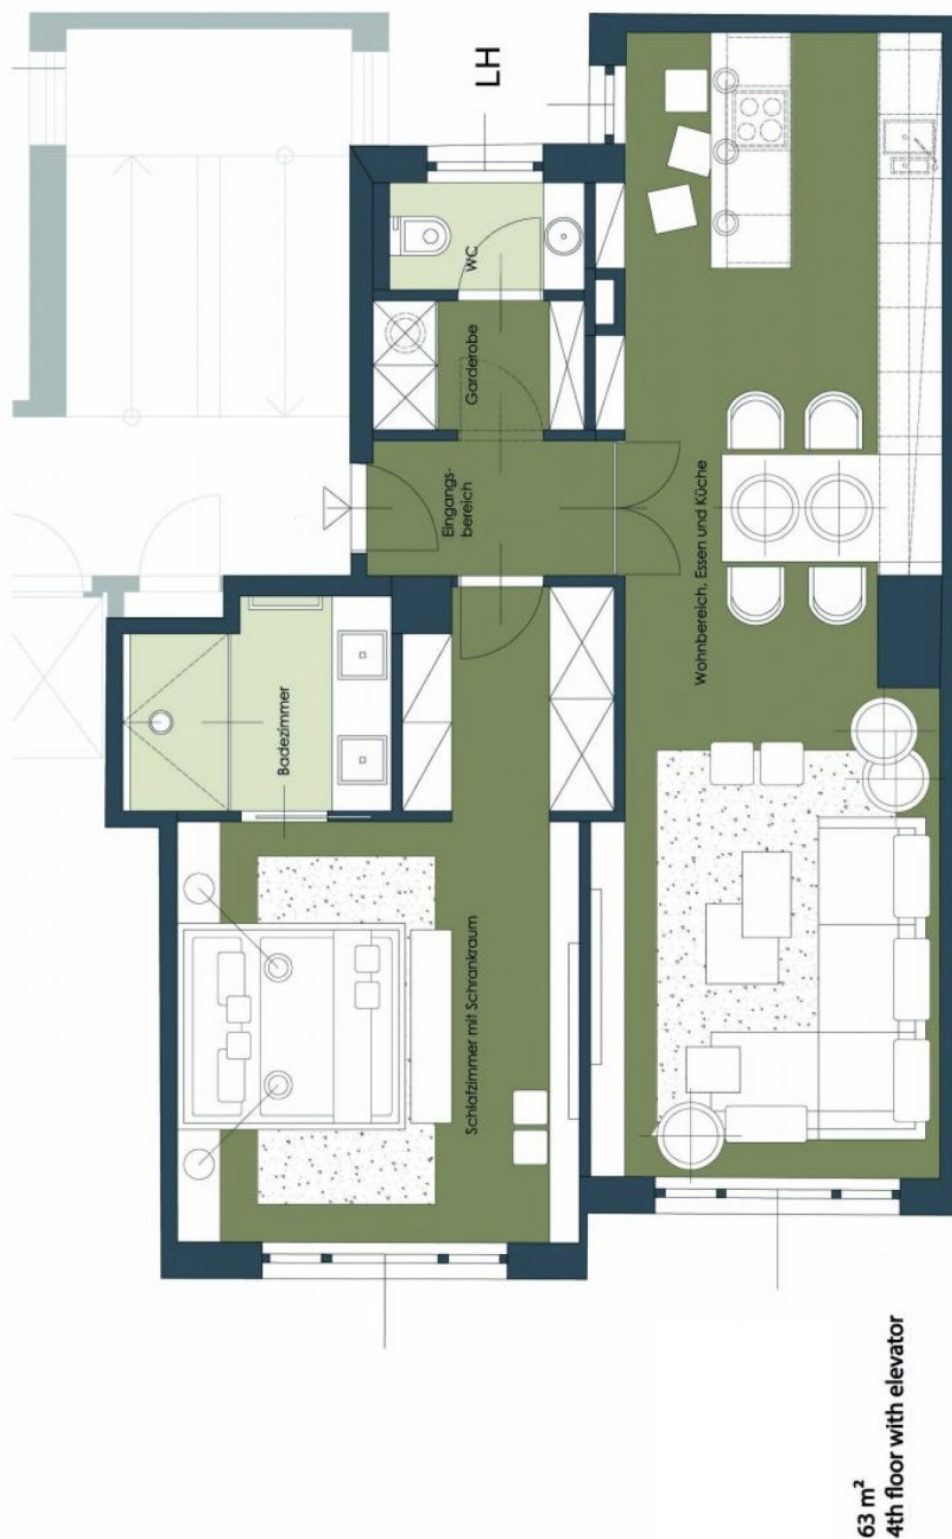 LH
WC
Garderobe
Eingangs-
bereich
Wohnbereich, Essen und Küche
Badezimmer
Schlafzimmer mit Schrankraum
63 m²
4th floor with elevator